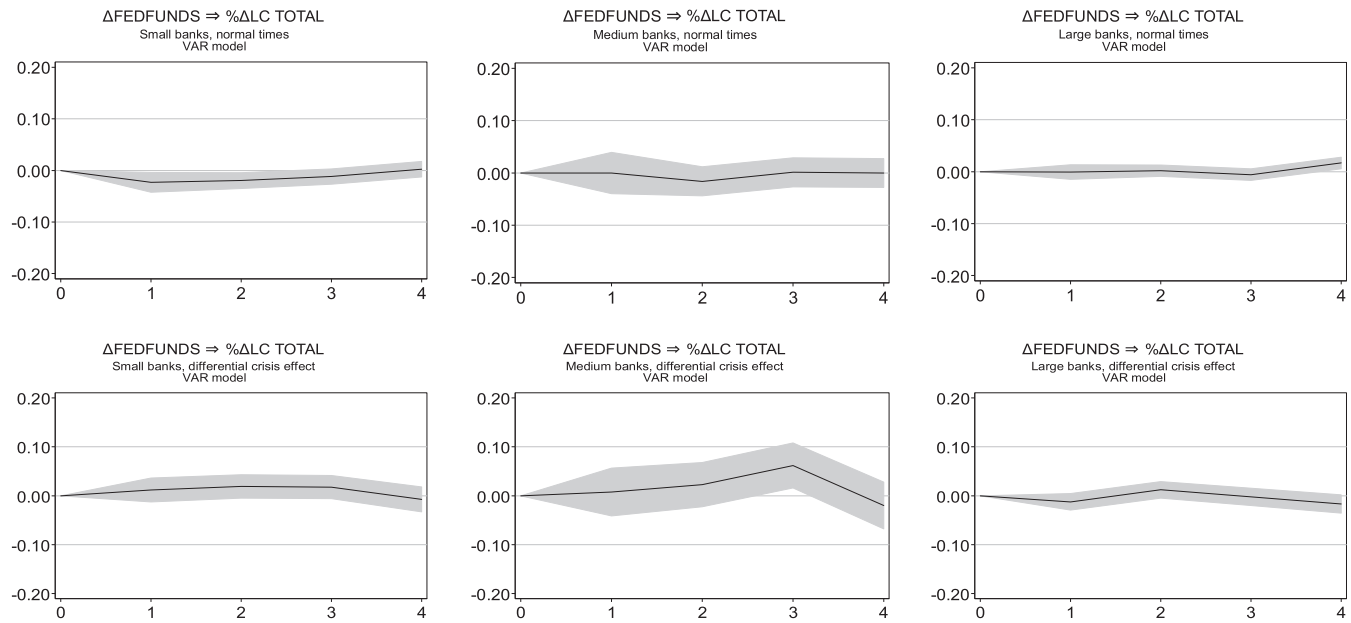 ΔFEDFUNDS ⇒ %ΔLC TOTAL
Small banks, normal times
VAR model
0.20
0.10
0.00
-0.10
-0.20
0 1 2 3 4
ΔFEDFUNDS ⇒ %ΔLC TOTAL
Medium banks, normal times
VAR model
0.20
0.10
0.00
-0.10
-0.20
0 1 2 3 4
ΔFEDFUNDS ⇒ %ΔLC TOTAL
Large banks, normal times
VAR model
0.20
0.10
0.00
-0.10
-0.20
0 1 2 3 4
ΔFEDFUNDS ⇒ %ΔLC TOTAL
Small banks, differential crisis effect
VAR model
0.20
0.10
0.00
-0.10
-0.20
0 1 2 3 4
ΔFEDFUNDS ⇒ %ΔLC TOTAL
Medium banks, differential crisis effect
VAR model
0.20
0.10
0.00
-0.10
-0.20
0 1 2 3 4
ΔFEDFUNDS ⇒ %ΔLC TOTAL
Large banks, differential crisis effect
VAR model
0.20
0.10
0.00
-0.10
-0.20
0 1 2 3 4